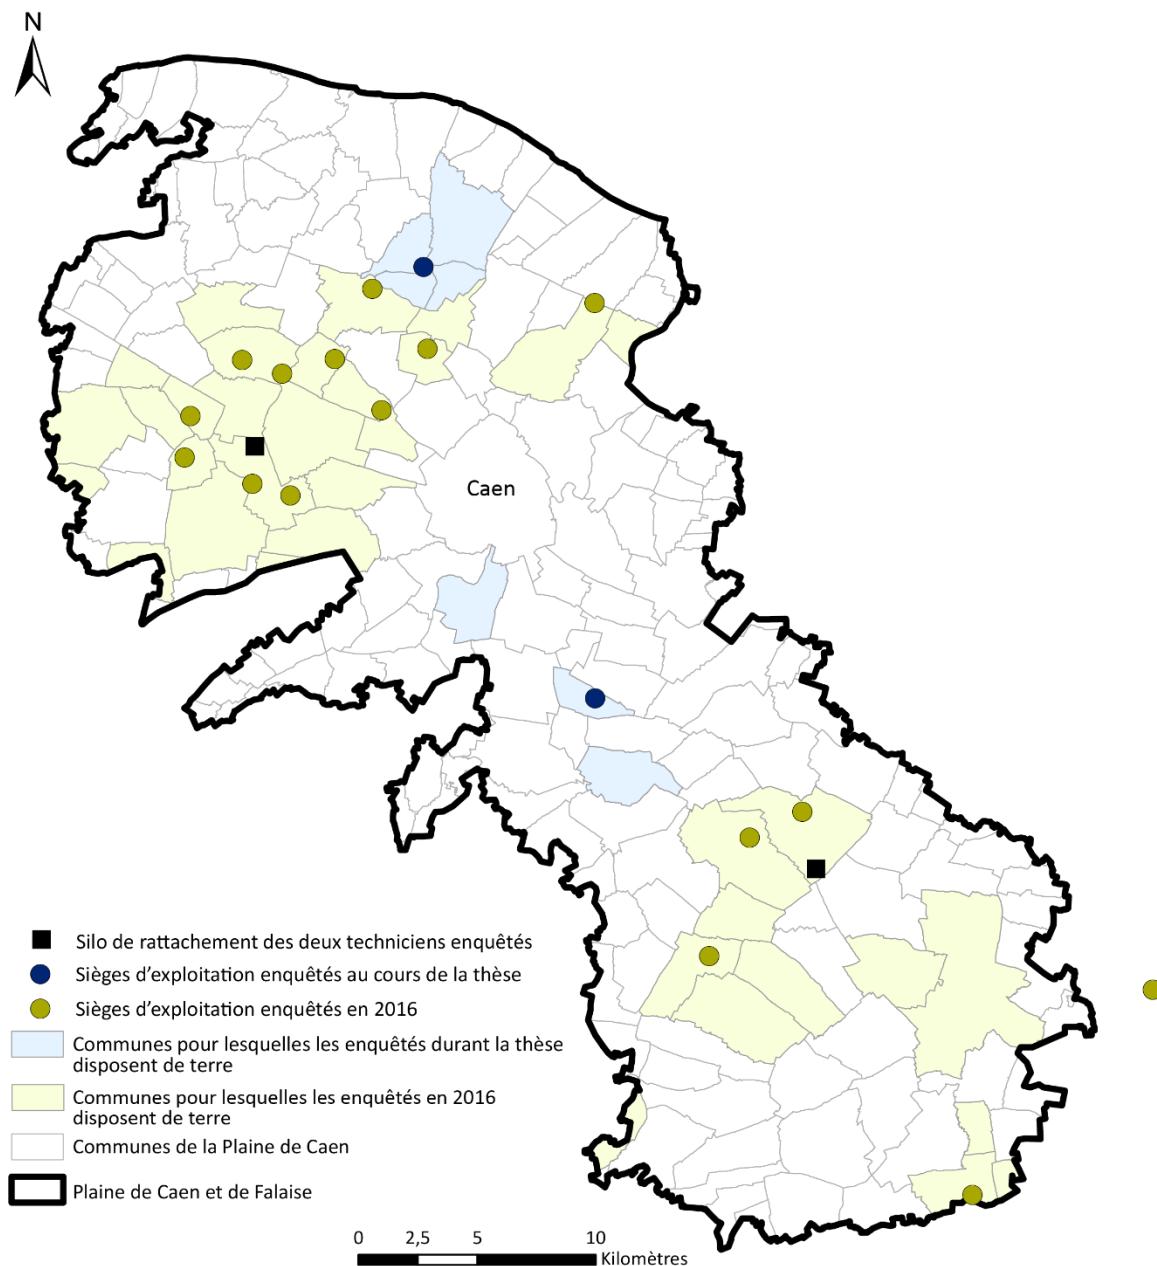 N
Caen
Silo de rattachement des deux techniciens enquêtés
Sièges d'exploitation enquêtés au cours de la thèse
Sièges d'exploitation enquêtés en 2016
Communes pour lesquelles les enquêtés durant la thèse
disposent de terre
Communes pour lesquelles les enquêtés en 2016
disposent de terre
Communes de la Plaine de Caen
Plaine de Caen et de Falaise
0 2,5 5 10
Kilomètres